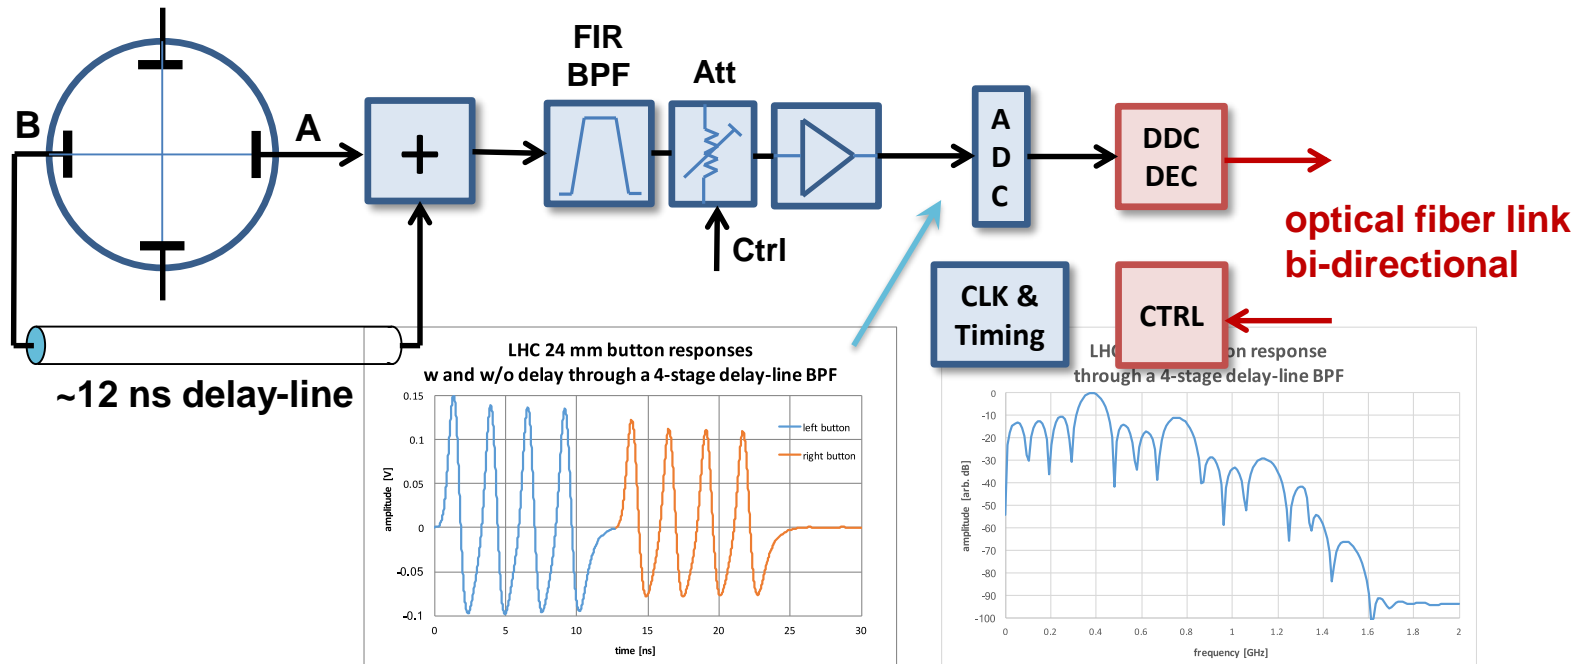 FIR
BPF
Att
B
A
+
A
D
C
DDC
DEC
Ctrl
optical fiber link
bi-directional
CLK &
Timing
CTRL
~12 ns delay-line
LHC 24 mm button responses
w and w/o delay through a 4-stage delay-line BPF
0.15
0.1
0.05
0
-0.05
-0.1
amplitude [V]
left button
right button
0
5
10
15
20
25
30
time [ns]
LHC
on response
through a 4-stage delay-line BPF
0
-10
-20
-30
-40
-50
-60
-70
-80
-90
-100
amplitude [arb. dB]
0
0.2
0.4
0.6
0.8
1
1.2
1.4
1.6
1.8
2
frequency [GHz]